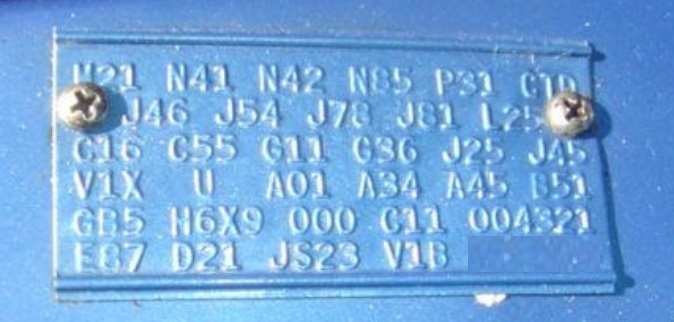 M21 N41 N42 N85 P31
J46 J54 J78 J81 L25
C16 C55 G11 G36 J25 J45
V1X U A01 A34 A45 B51
GB5 H6X9 000 C11 004321
E87 D21 JS23 V1B